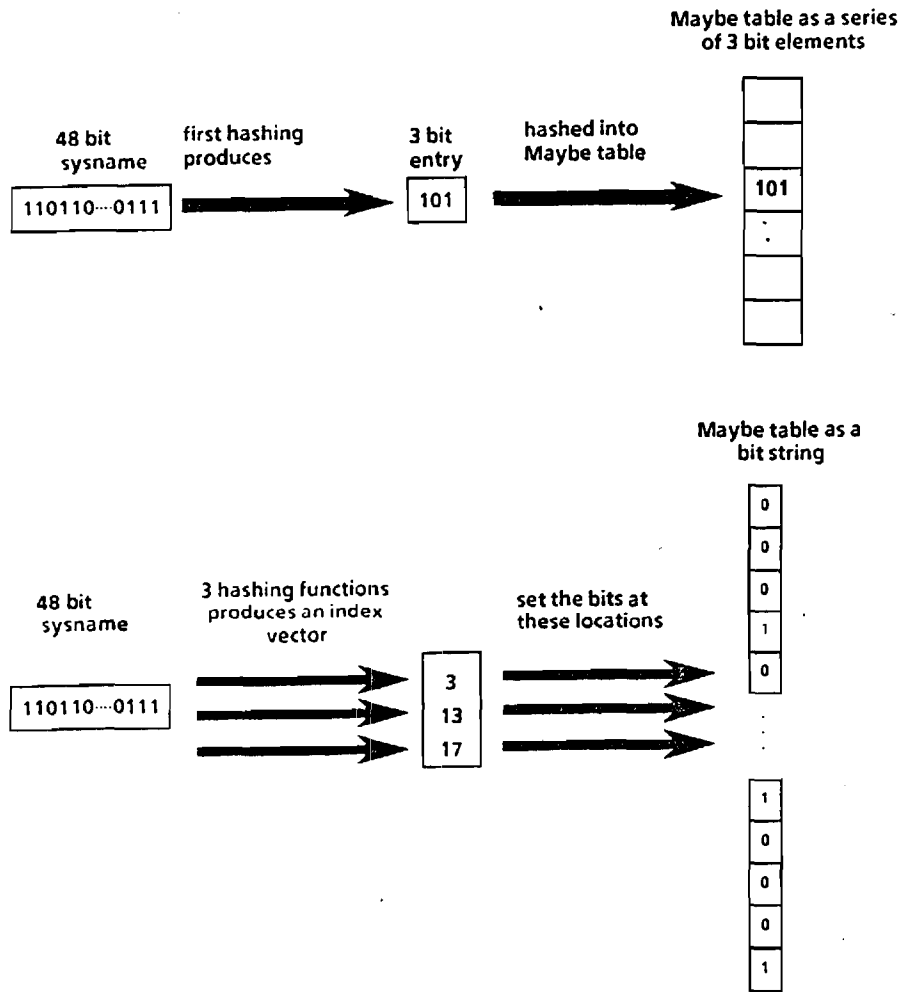 Maybe table as a series
of 3 bit elements
48 bit
sysname
110110····0111
first hashing
produces
3 bit
entry
101
hashed into
Maybe table
101
Maybe table as a
bit string
0
0
0
1
0
48 bit
sysname
110110····0111
3 hashing functions
produces an index
vector
3
13
17
set the bits at
these locations
1
0
0
0
1